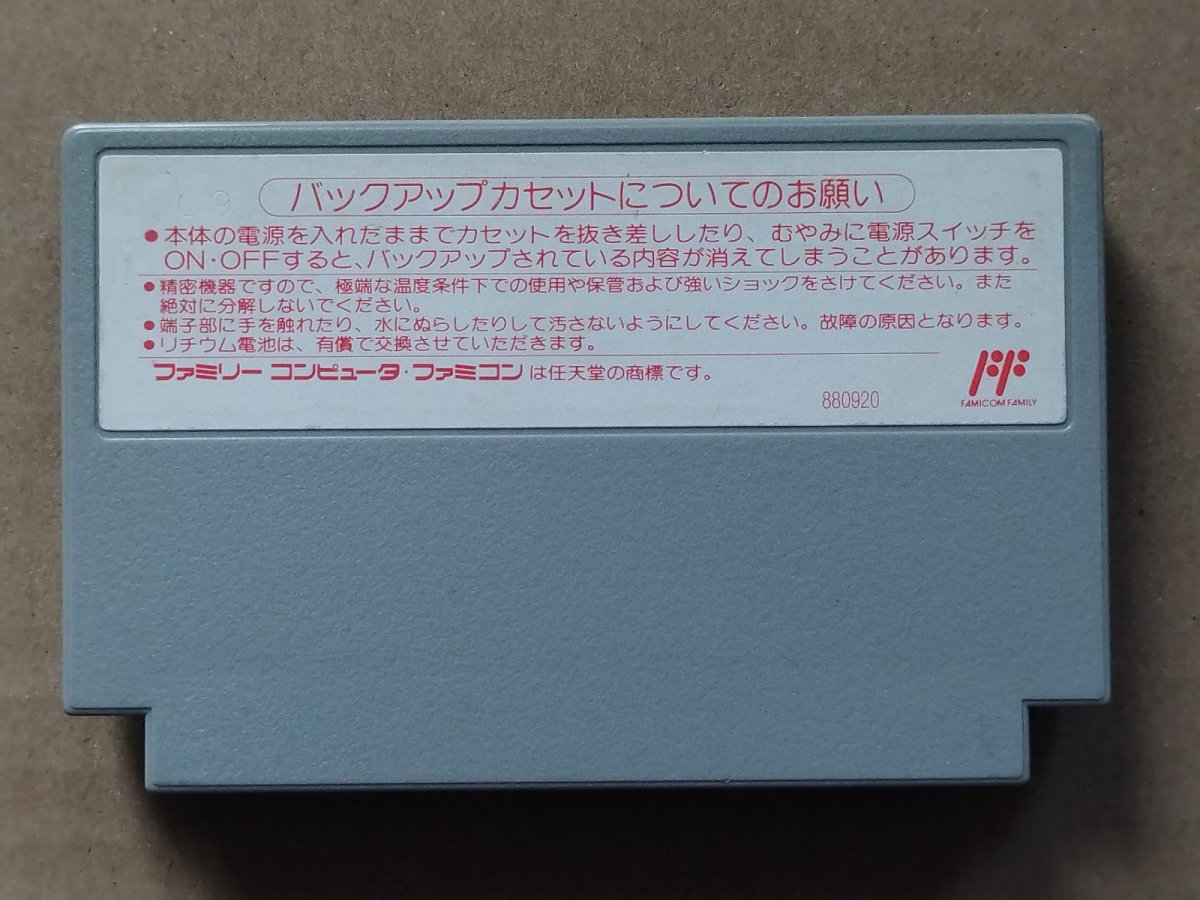 バックアップカセットについてのお願い
●本体の電源を入れたままでカセットを抜き差ししたり、むやみに電源スイッチを
ON・OFFすると、バックアップされている内容が消えてしまうことがあります。
●精密機器ですので、極端な温度条件下での使用や保管および強いショックをさけてください。また
絶対に分解しないでください。
●端子部に手を触れたり、水にぬらしたりして汚さないようにしてください。故障の原因となります。
●リチウム電池は、有償で交換させていただきます。
ファミリーコンピュータ・ファミコンは任天堂の商標です。
880920
FAMICOM FAMILY